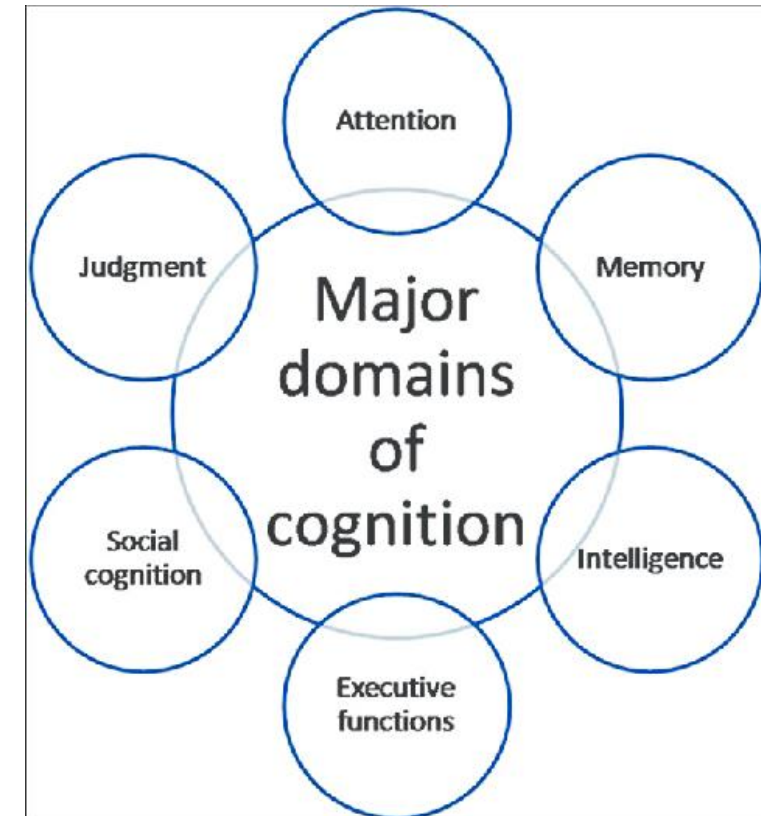 Attention
Judgment
Memory
Major
domains
of
cognition
Social
cognition
Intelligence
Executive
functions